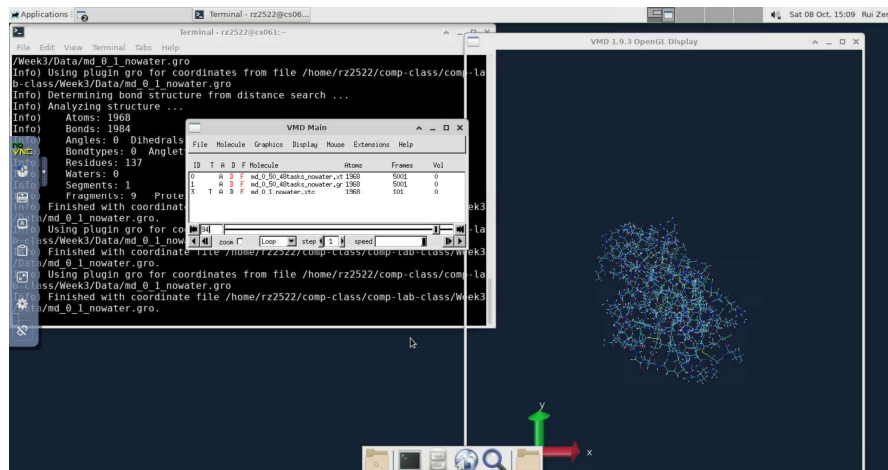 Applications
Terminal - rz2522@cs06...
Sat 08 Oct, 15:09 Rui Zer
Terminal - rz2522@cs061:~
File Edit View Terminal Tabs Help
/Week3/Data/md_0_1_nowater.gro
Info) Using plugin gro for coordinates from file /home/rz2522/comp-class/comp-la
b-class/Week3/Data/md_0_1_nowater.gro
Info) Determining bond structure from distance search ...
Info) Analyzing structure ...
Info) Atoms: 1968
Info) Bonds: 1984
Info) Angles: 0 Dihedrals
Bondtypes: 0 Anglet
Residues: 137
Waters: 0
Segments: 1
Fragments: 9 Prote
Finished with coordinat
ek3
/md_0_1_nowater.gro.
Using plugin gro for co
-la
ss/Week3/Data/md_0_1_now
Finished with coordinate file /home/rz2522/comp-class/comp-lab-class/Week3
/md_0_1_nowater.gro.
Using plugin gro for coordinates from file /home/rz2522/comp-class/comp-la
ss/Week3/Data/md_0_1_nowater.gro
Finished with coordinate file /home/rz2522/comp-class/comp-lab-class/Week3
/md_0_1_nowater.gro.
VMD Main
File Molecule Graphics Display Mouse Extensions Help
ID T A D F Molecule Atoms Frames Vol
0 A D F md_0_50_48tasks_nowater.xt 1968 5001 0
1 A D F md_0_50_48tasks_nowater.gr 1968 5001 0
3 T A D F md_0_1_nowater.xtc 1968 101 0
94
zoom Loop step 1 speed
VMD 1.9.3 OpenGL Display
y
x